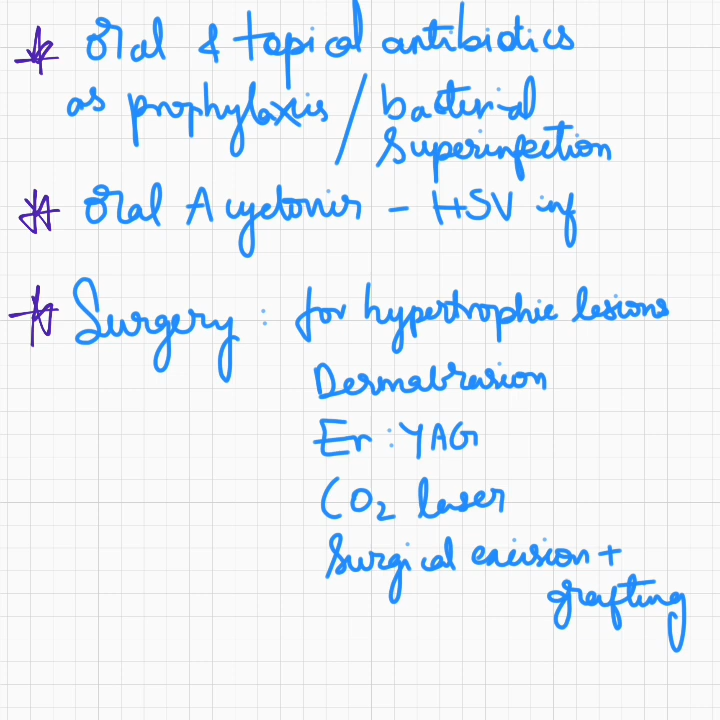 * Oral & topical antibiotics
as prophylaxis / bacterial
superinfection
* Oral Acyclovir - HSV inf
* Surgery : for hypertrophic lesions
Dermabrasion
Er : YAG
CO2 laser
Surgical excision +
grafting